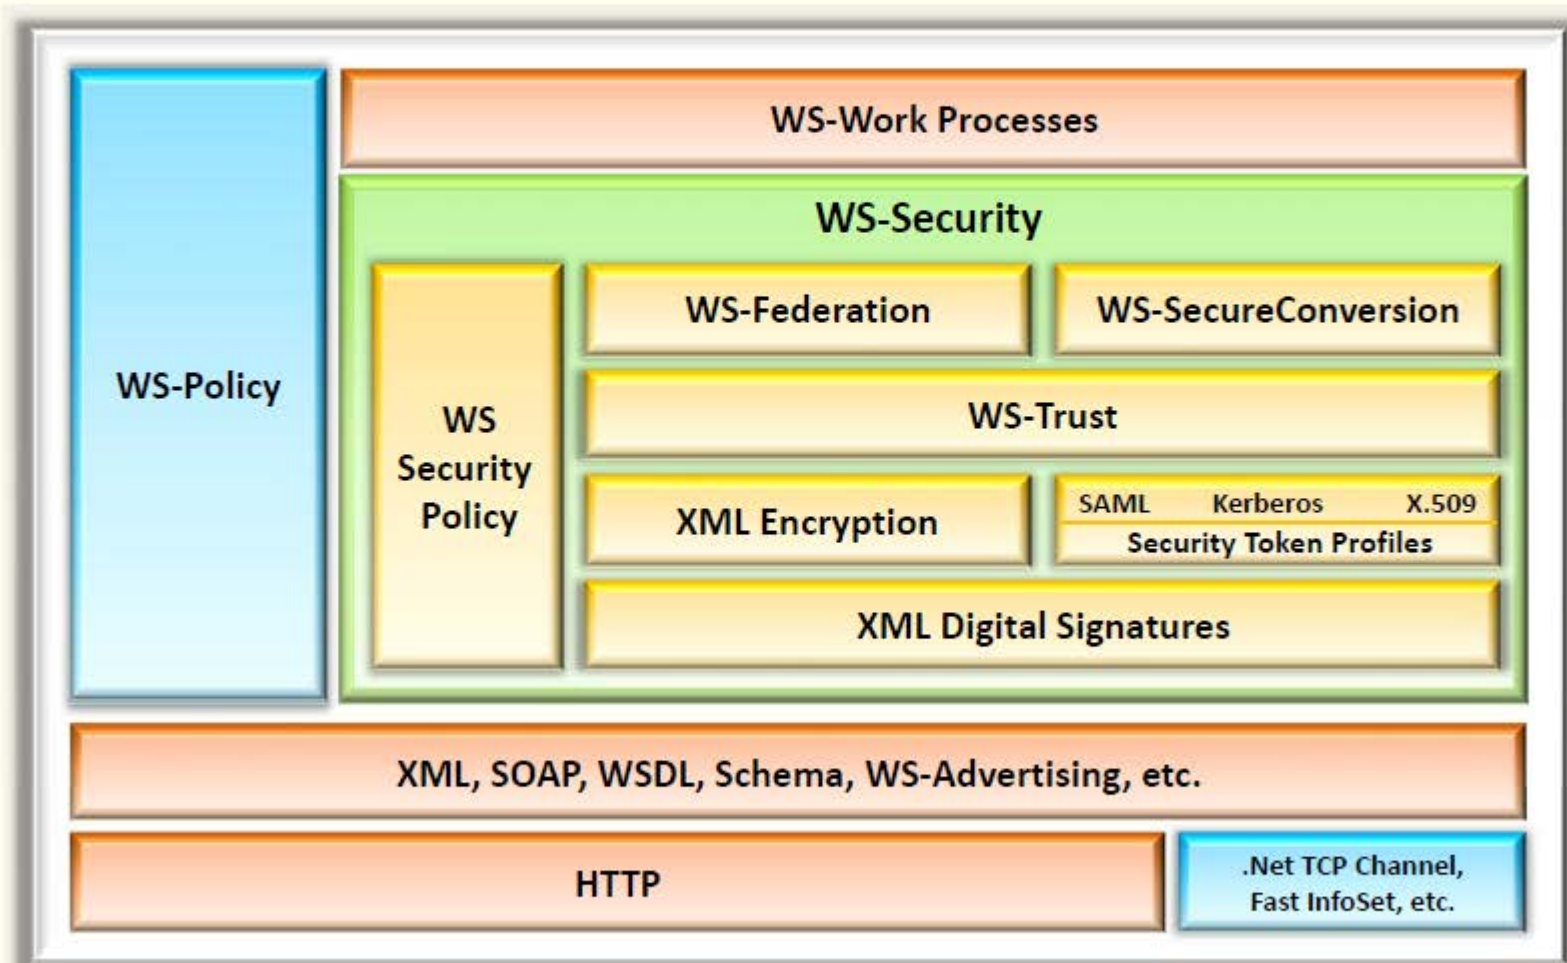 WS-Work Processes
WS-Policy
WS-Security
WS
Security
Policy
WS-Federation
WS-SecureConversion
WS-Trust
XML Encryption
SAML Kerberos X.509
Security Token Profiles
XML Digital Signatures
XML, SOAP, WSDL, Schema, WS-Advertising, etc.
HTTP
.Net TCP Channel,
Fast InfoSet, etc.